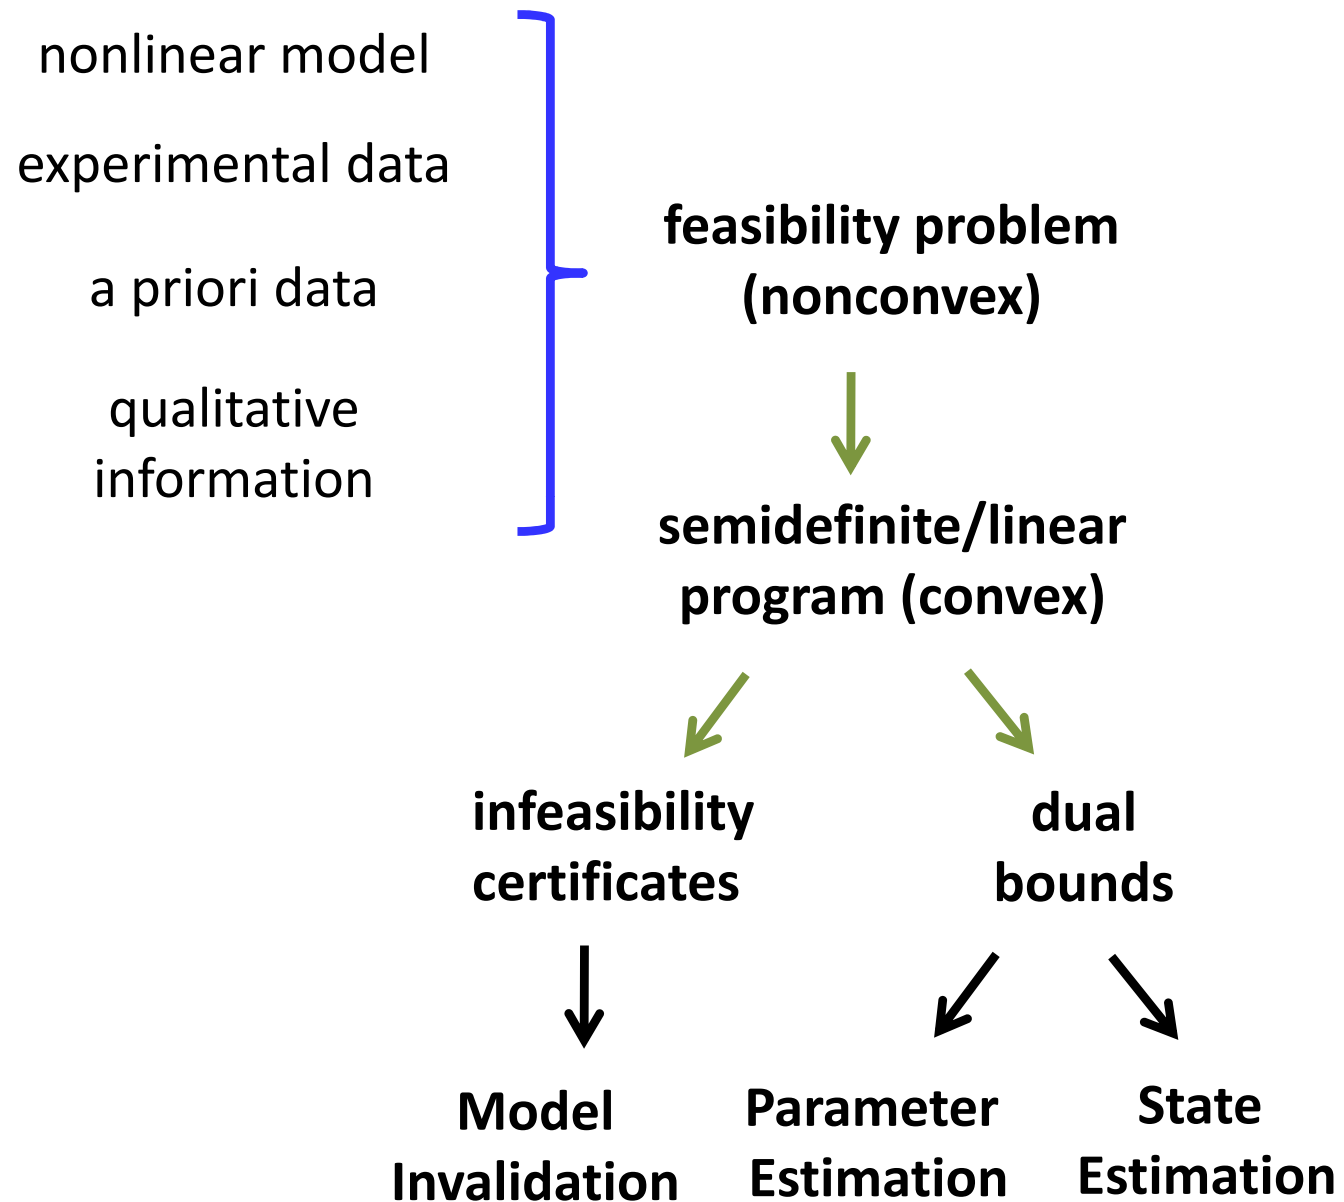 nonlinear model
experimental data
a priori data
qualitative
information
feasibility problem
(nonconvex)
semidefinite/linear
program (convex)
infeasibility
certificates
dual
bounds
Model
Invalidation
Parameter
Estimation
State
Estimation